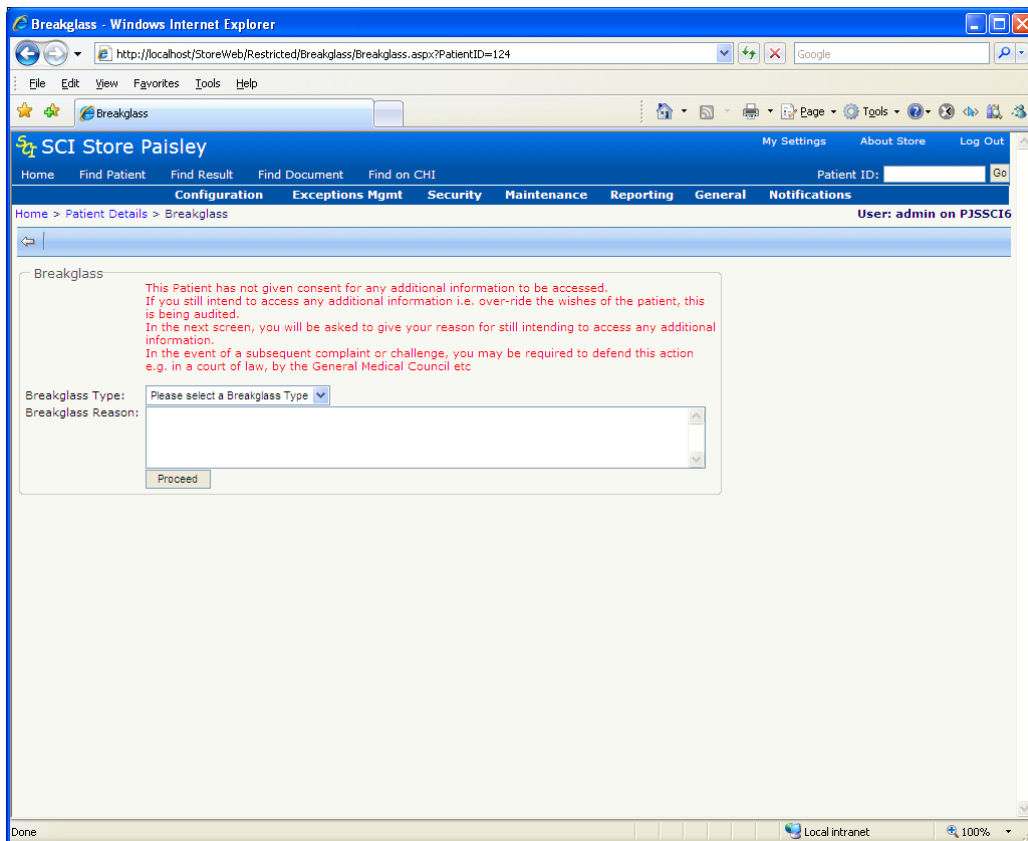 Breakglass - Windows Internet Explorer
http://localhost/StoreWeb/Restricted/Breakglass/Breakglass.aspx?PatientID=124
Google
File Edit View Favorites Tools Help
Breakglass
Page Tools
SCI Store Paisley
My Settings About Store Log Out
Home Find Patient Find Result Find Document Find on CHI Patient ID: Go
Configuration Exceptions Mgmt Security Maintenance Reporting General Notifications
Home > Patient Details > Breakglass User: admin on PJSSCI6
Breakglass
This Patient has not given consent for any additional information to be accessed.
If you still intend to access any additional information i.e. over-ride the wishes of the patient, this
is being audited.
In the next screen, you will be asked to give your reason for still intending to access any additional
information.
In the event of a subsequent complaint or challenge, you may be required to defend this action
e.g. in a court of law, by the General Medical Council etc
Breakglass Type: Please select a Breakglass Type
Breakglass Reason:
Proceed
Done Local intranet 100%